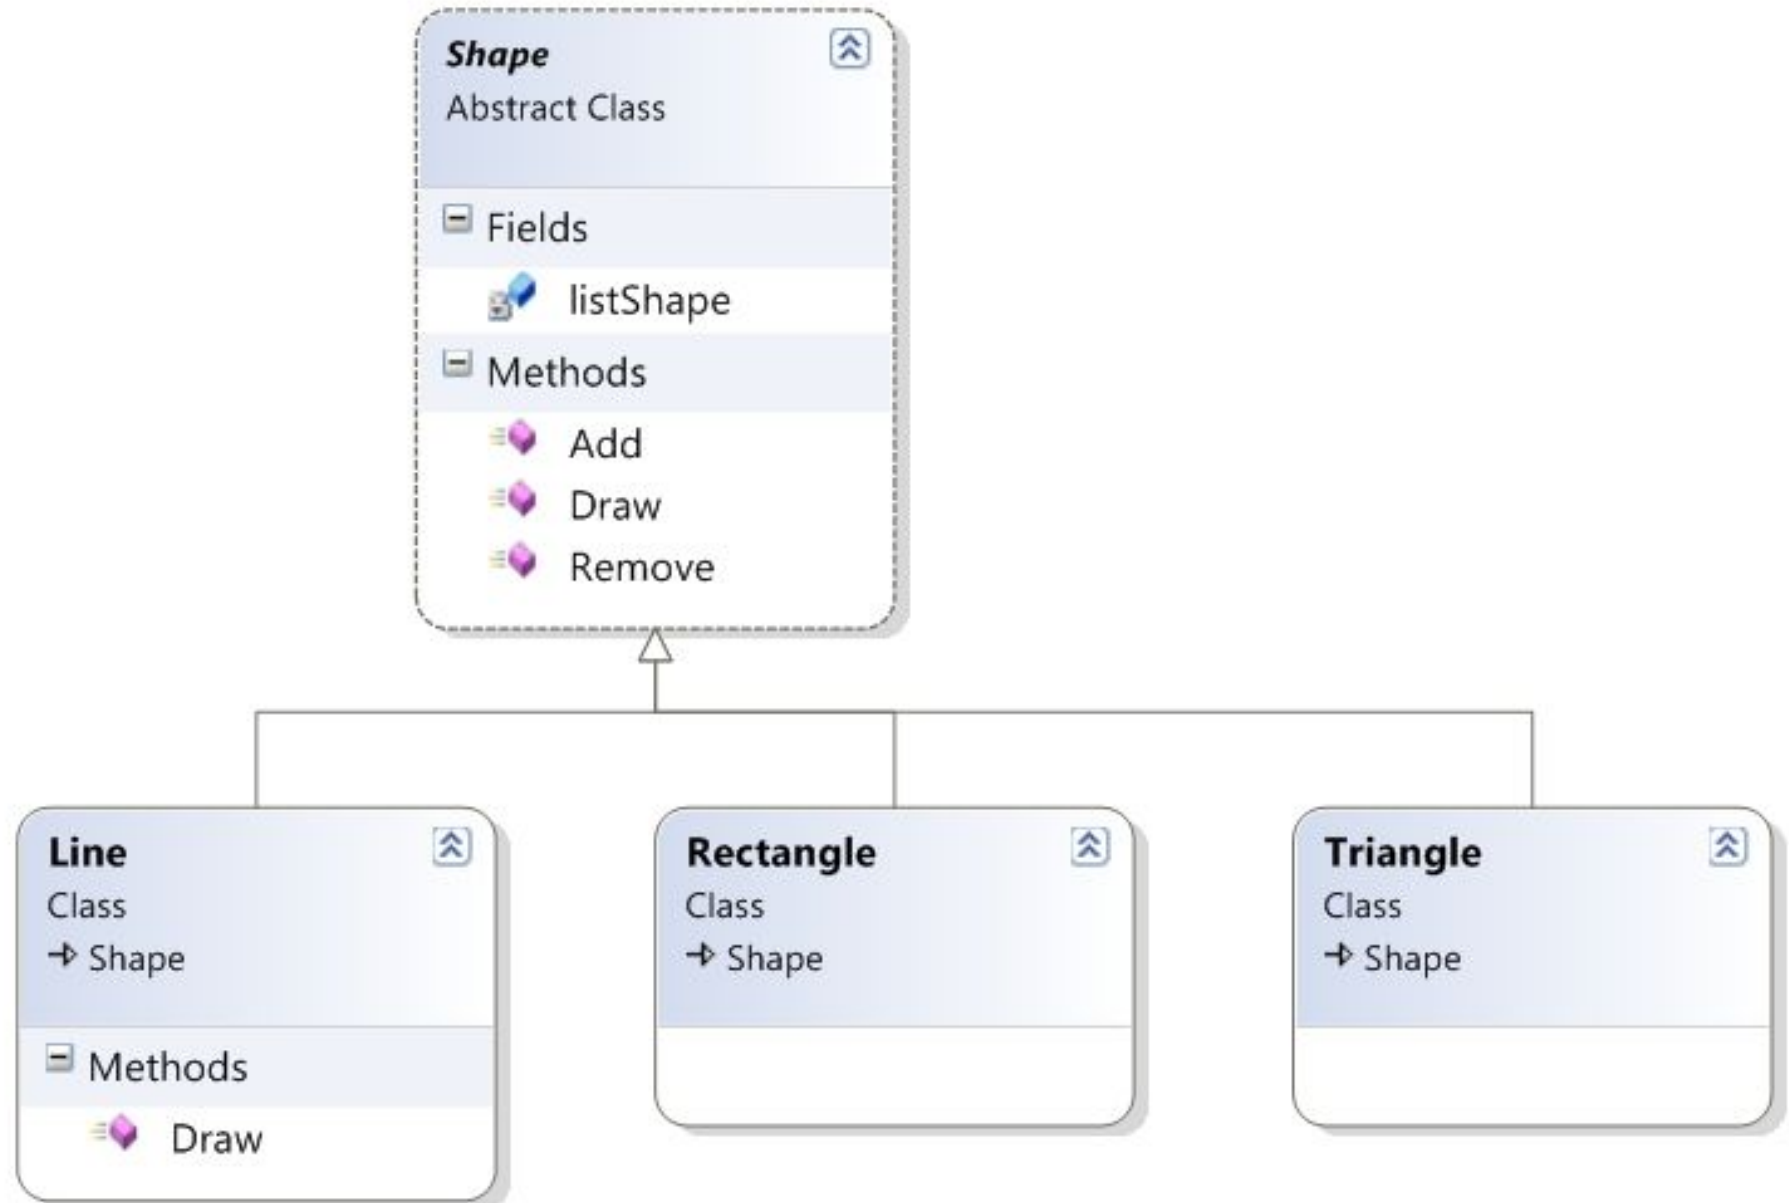 Shape
Abstract Class
Fields
listShape
Methods
Add
Draw
Remove
Line
Class
Shape
Methods
Draw
Rectangle
Class
Shape
Triangle
Class
Shape